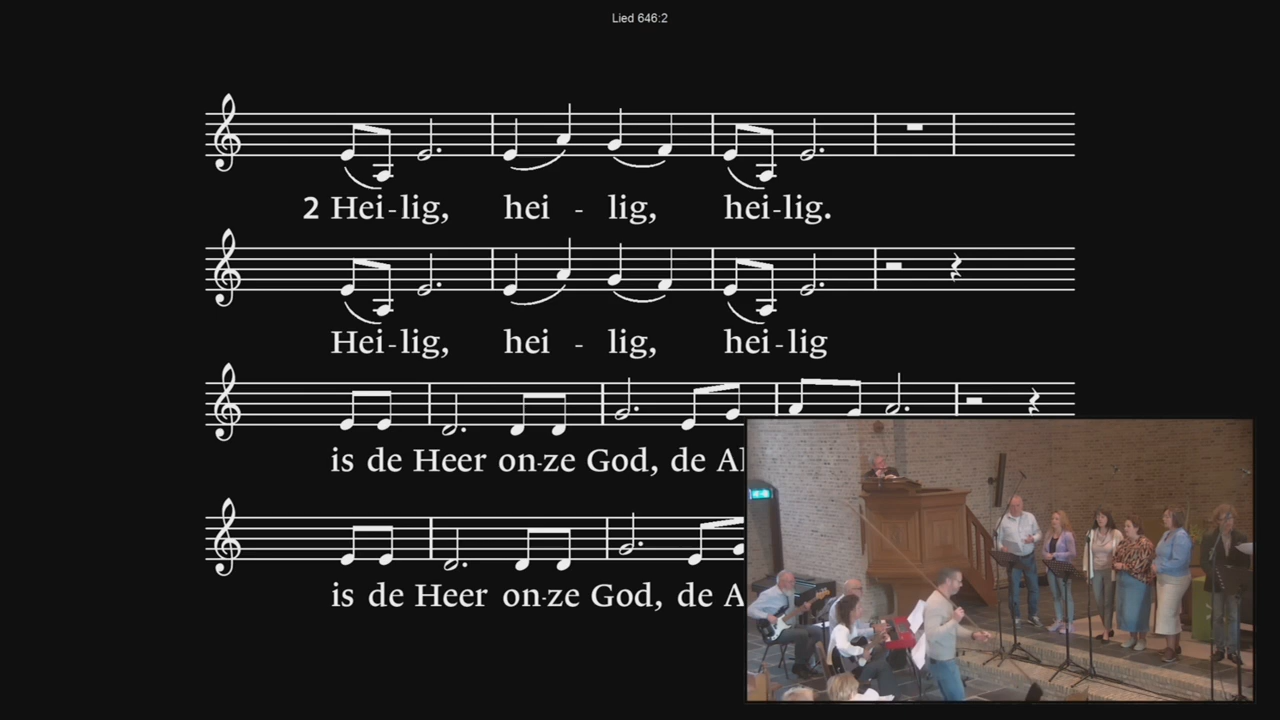 Lied 646:2
2 Hei-lig, hei - lig, hei-lig.
Hei-lig, hei - lig, hei-lig
is de Heer on-ze God, de
is de Heer on-ze God, de